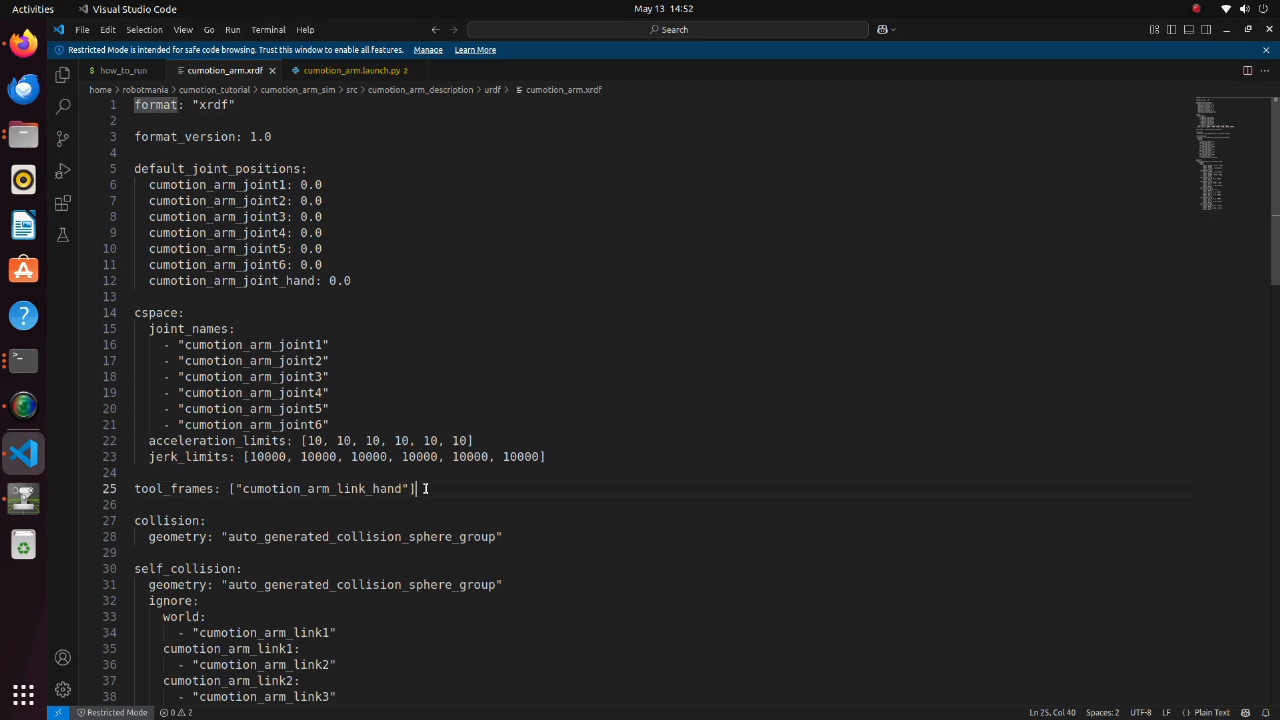 Activities
Visual Studio Code
May 13 14:52
File Edit Selection View Go Run Terminal Help
Search
Restricted Mode is intended for safe code browsing. Trust this window to enable all features. Manage Learn More
how_to_run
cumotion_arm.xrdf
cumotion_arm.launch.py 2
home > robotmania > cumotion_tutorial > cumotion_arm_sim > src > cumotion_arm_description > urdf > cumotion_arm.xrdf
1 format: "xrdf"
2
3 format_version: 1.0
4
5 default_joint_positions:
6 cumotion_arm_joint1: 0.0
7 cumotion_arm_joint2: 0.0
8 cumotion_arm_joint3: 0.0
9 cumotion_arm_joint4: 0.0
10 cumotion_arm_joint5: 0.0
11 cumotion_arm_joint6: 0.0
12 cumotion_arm_joint_hand: 0.0
13
14 cspace:
15 joint_names:
16 - "cumotion_arm_joint1"
17 - "cumotion_arm_joint2"
18 - "cumotion_arm_joint3"
19 - "cumotion_arm_joint4"
20 - "cumotion_arm_joint5"
21 - "cumotion_arm_joint6"
22 acceleration_limits: [10, 10, 10, 10, 10, 10]
23 jerk_limits: [10000, 10000, 10000, 10000, 10000, 10000]
24
25 tool_frames: ["cumotion_arm_link_hand"]
26
27 collision:
28 geometry: "auto_generated_collision_sphere_group"
29
30 self_collision:
31 geometry: "auto_generated_collision_sphere_group"
32 ignore:
33 world:
34 - "cumotion_arm_link1"
35 cumotion_arm_link1:
36 - "cumotion_arm_link2"
37 cumotion_arm_link2:
38 - "cumotion_arm_link3"
Restricted Mode
0 2
Ln 25, Col 40 Spaces: 2 UTF-8 LF {} Plain Text